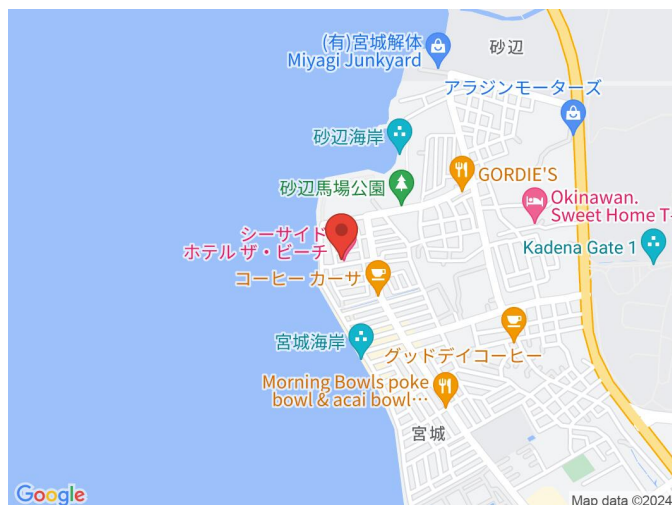 (有)宮城解体
Miyagi Junkyard
砂辺
アラジンモーターズ
砂辺海岸
GORDIE'S
砂辺馬場公園
Okinawan.
Sweet Home T-
シーサイド
ホテル ザ・ビーチ
Kadena Gate 1
コーヒー カーサ
宮城海岸
グッドデイコーヒー
Morning Bowls poke
bowl & acai bowl…
宮城
Google
Map data ©2024